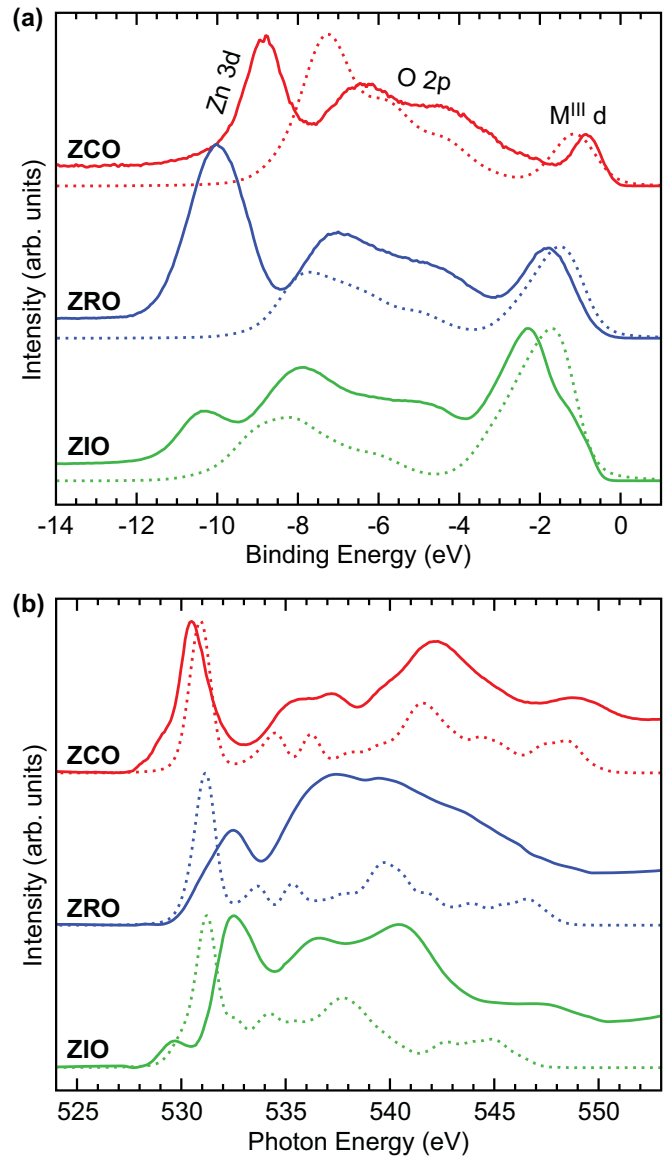 (a)
Zn 3d
O 2p
M^III d
ZCO
ZRO
ZIO
Intensity (arb. units)
-14 -12 -10 -8 -6 -4 -2 0
Binding Energy (eV)
(b)
ZCO
ZRO
ZIO
Intensity (arb. units)
525 530 535 540 545 550
Photon Energy (eV)